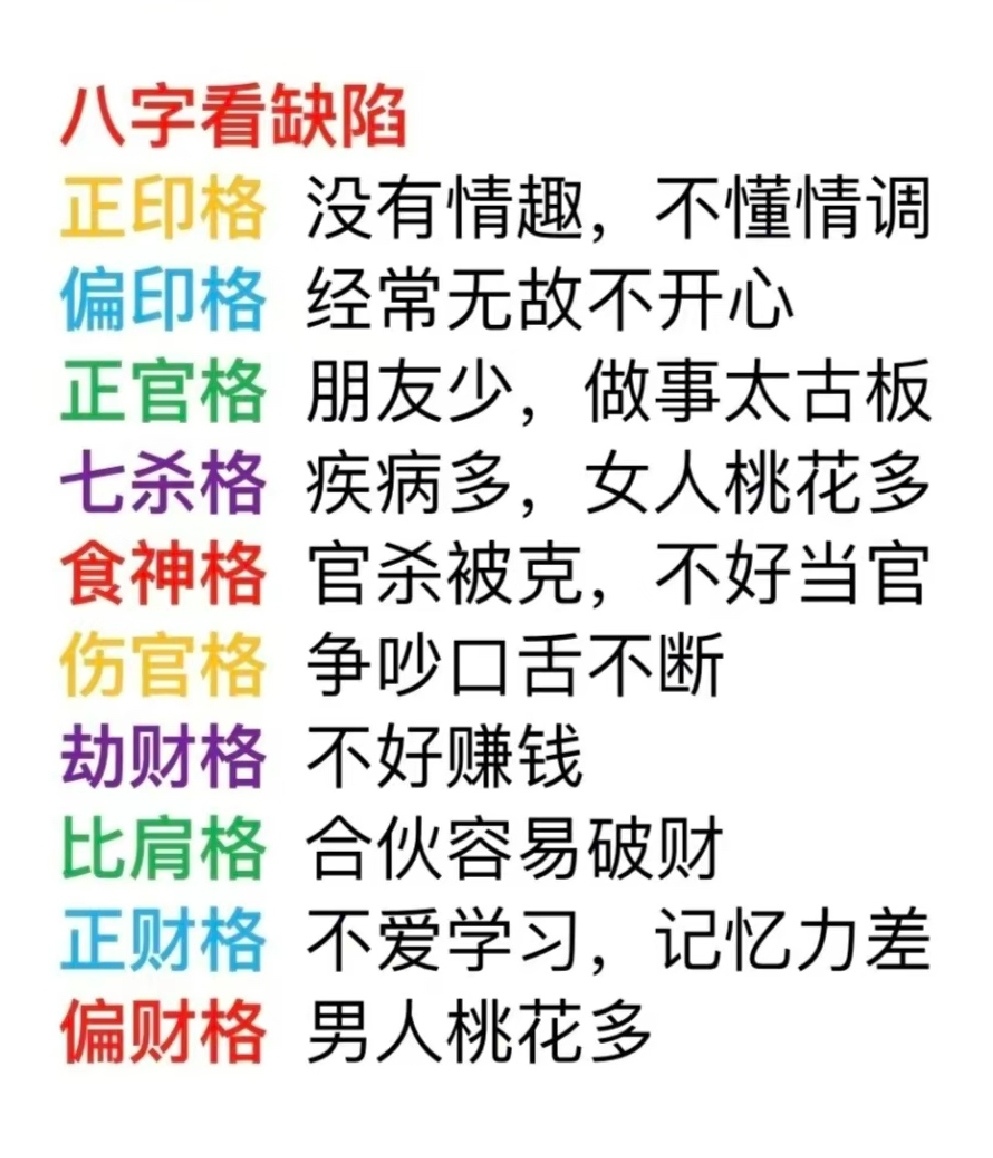 八字看缺陷
正印格 没有情趣，不懂情调
偏印格 经常无故不开心
正官格 朋友少，做事太古板
七杀格 疾病多，女人桃花多
食神格 官杀被克，不好当官
伤官格 争吵口舌不断
劫财格 不好赚钱
比肩格 合伙容易破财
正财格 不爱学习，记忆力差
偏财格 男人桃花多